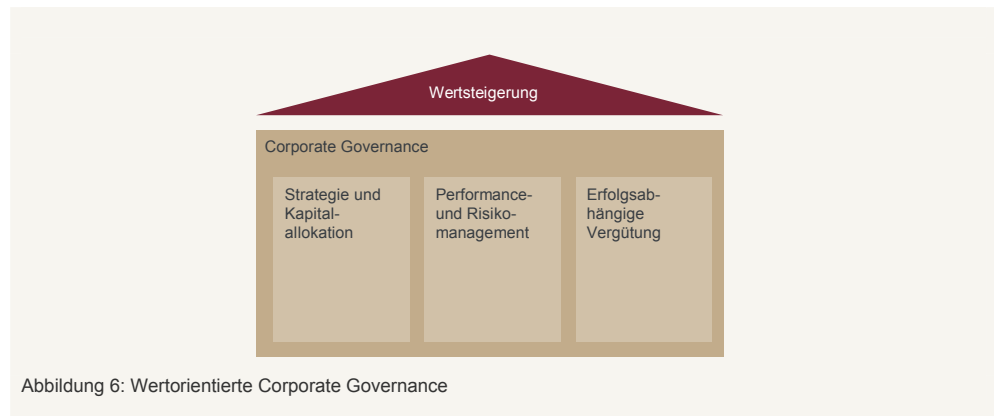 Wertsteigerung
Corporate Governance
Strategie und
Kapital-
allokation
Performance-
und Risiko-
management
Erfolgsab-
hängige
Vergütung
Abbildung 6: Wertorientierte Corporate Governance